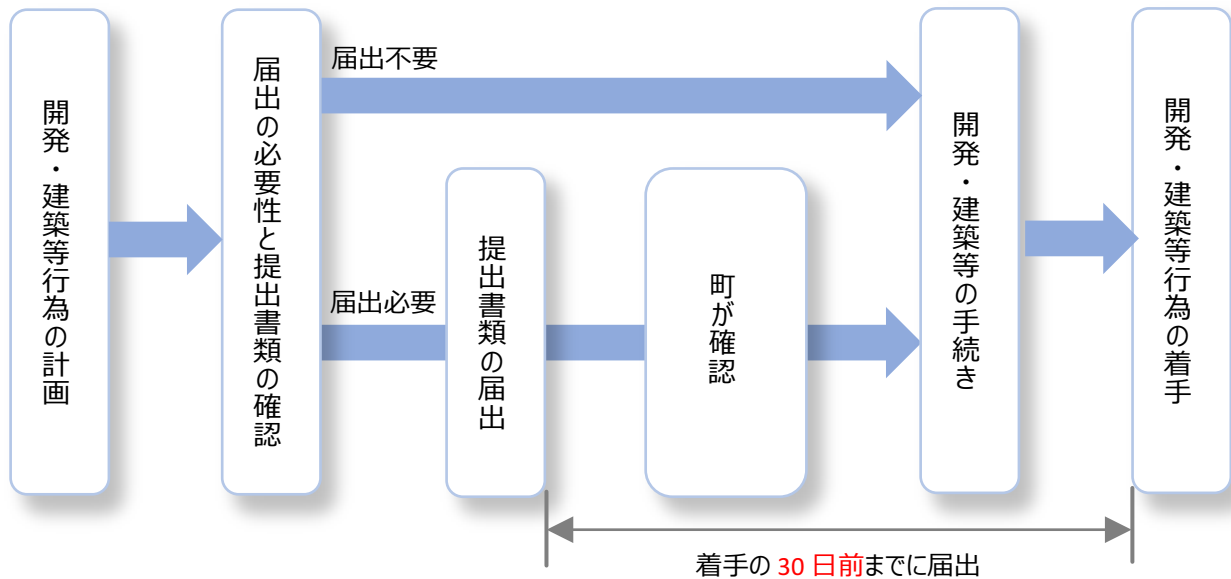 開発・建築等行為の計画
届出の必要性と提出書類の確認
届出不要
届出必要
提出書類の届出
町が確認
開発・建築等の手続き
開発・建築等行為の着手
着手の 30 日前までに届出